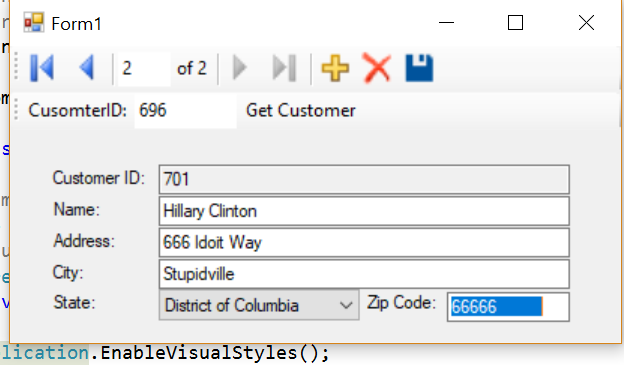 Form1
2 of 2
CusomterID: 696 Get Customer
Customer ID: 701
Name: Hillary Clinton
Address: 666 Idoit Way
City: Stupidville
State: District of Columbia Zip Code: 66666
lication.EnableVisualStyles();